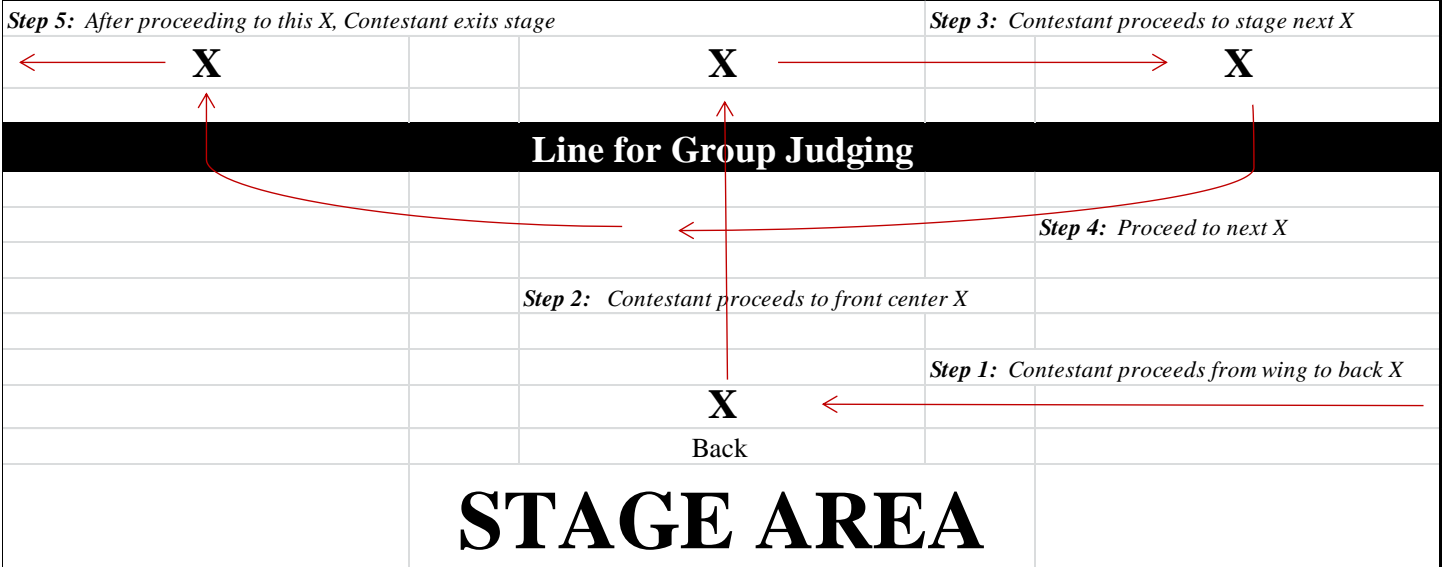 Step 5: After proceeding to this X, Contestant exits stage
Step 3: Contestant proceeds to stage next X
X X X
Line for Group Judging
Step 4: Proceed to next X
Step 2: Contestant proceeds to front center X
Step 1: Contestant proceeds from wing to back X
X
Back
STAGE AREA